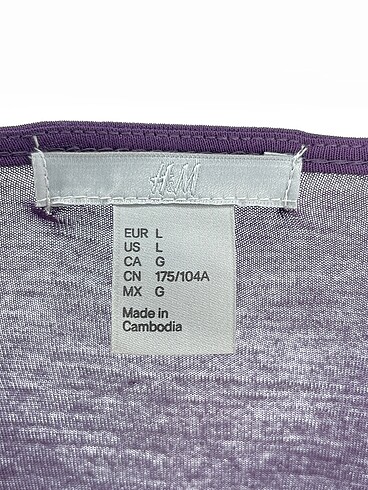 H&M
EUR L
US L
CA G
CN 175/104A
MX G
Made in
Cambodia